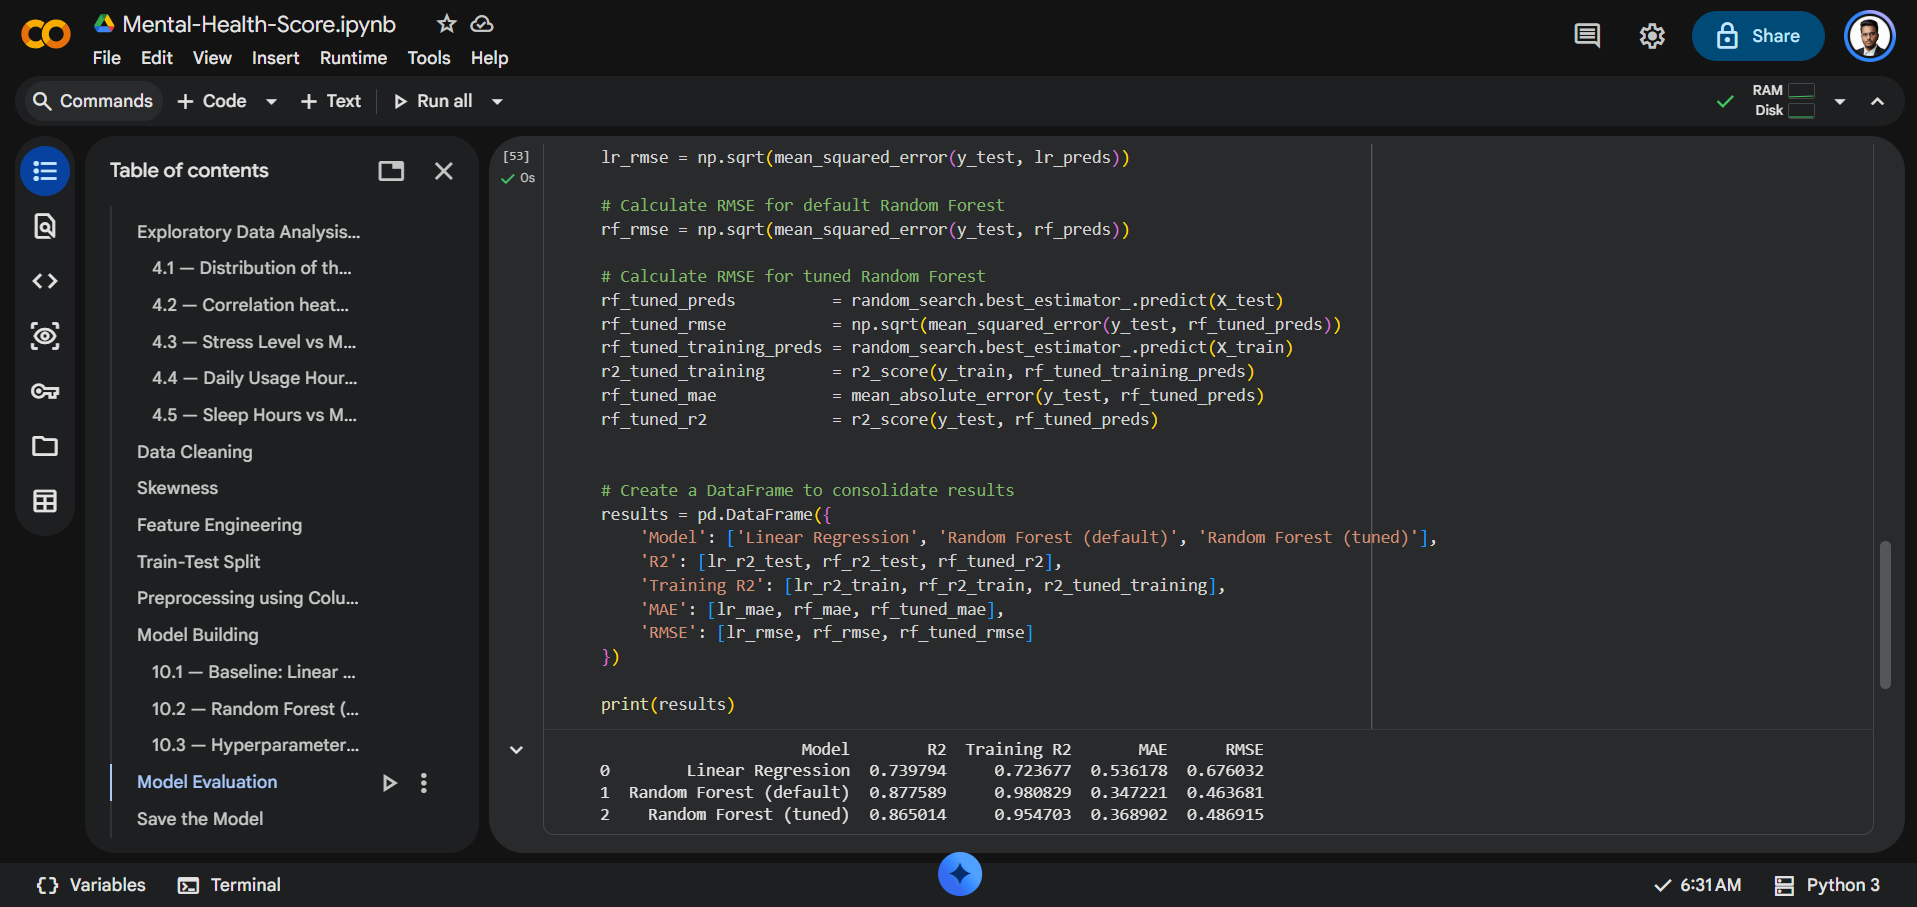 Mental-Health-Score.ipynb
File Edit View Insert Runtime Tools Help
Share
Commands + Code + Text Run all
RAM
Disk
Table of contents
Exploratory Data Analysis...
4.1 — Distribution of th...
4.2 — Correlation heat...
4.3 — Stress Level vs M...
4.4 — Daily Usage Hour...
4.5 — Sleep Hours vs M...
Data Cleaning
Skewness
Feature Engineering
Train-Test Split
Preprocessing using Colu...
Model Building
10.1 — Baseline: Linear ...
10.2 — Random Forest (...
10.3 — Hyperparameter...
Model Evaluation
Save the Model
[53]
0s
lr_rmse = np.sqrt(mean_squared_error(y_test, lr_preds))
# Calculate RMSE for default Random Forest
rf_rmse = np.sqrt(mean_squared_error(y_test, rf_preds))
# Calculate RMSE for tuned Random Forest
rf_tuned_preds          = random_search.best_estimator_.predict(X_test)
rf_tuned_rmse           = np.sqrt(mean_squared_error(y_test, rf_tuned_preds))
rf_tuned_training_preds = random_search.best_estimator_.predict(X_train)
r2_tuned_training       = r2_score(y_train, rf_tuned_training_preds)
rf_tuned_mae            = mean_absolute_error(y_test, rf_tuned_preds)
rf_tuned_r2             = r2_score(y_test, rf_tuned_preds)
# Create a DataFrame to consolidate results
results = pd.DataFrame({
    'Model': ['Linear Regression', 'Random Forest (default)', 'Random Forest (tuned)'],
    'R2': [lr_r2_test, rf_r2_test, rf_tuned_r2],
    'Training R2': [lr_r2_train, rf_r2_train, r2_tuned_training],
    'MAE': [lr_mae, rf_mae, rf_tuned_mae],
    'RMSE': [lr_rmse, rf_rmse, rf_tuned_rmse]
})
print(results)
Model R2 Training R2 MAE RMSE
0 Linear Regression 0.739794 0.723677 0.536178 0.676032
1 Random Forest (default) 0.877589 0.980829 0.347221 0.463681
2 Random Forest (tuned) 0.865014 0.954703 0.368902 0.486915
{} Variables Terminal
6:31 AM Python 3